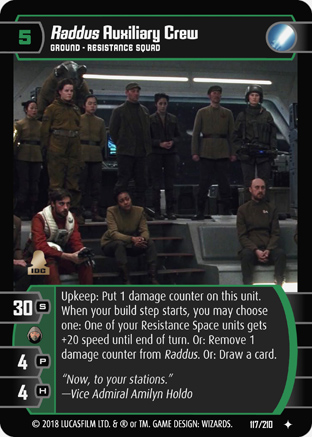 5
Raddus Auxiliary Crew
GROUND - RESISTANCE SQUAD
IDC
30 S
4 P
4 H
Upkeep: Put 1 damage counter on this unit.
When your build step starts, you may choose
one: One of your Resistance Space units gets
+20 speed until end of turn. Or: Remove 1
damage counter from Raddus. Or: Draw a card.
“Now, to your stations.”
—Vice Admiral Amilyn Holdo
© 2018 LUCASFILM LTD. & ® or TM. GAME DESIGN: WIZARDS.
117/210